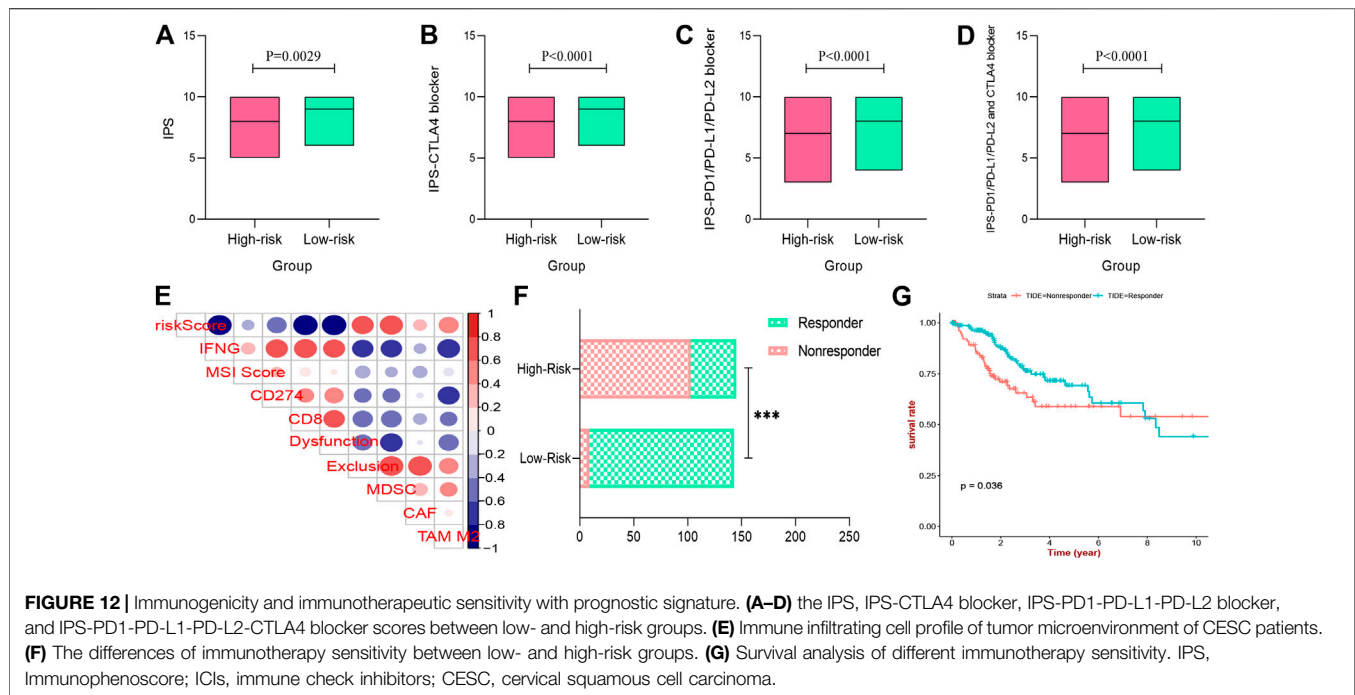 A
P=0.0029
15
10
5
0
IPS
High-risk Low-risk
Group
B
P<0.0001
15
10
5
0
IPS-CTLA4 blocker
High-risk Low-risk
Group
C
P<0.0001
15
10
5
0
IPS-PD1/PD-L1/PD-L2 blocker
High-risk Low-risk
Group
D
P<0.0001
15
10
5
0
IPS-PD1/PD-L1/PD-L2 and CTLA4 blocker
High-risk Low-risk
Group
E
riskScore
IFNG
MSI Score
CD274
CD8
Dysfunction
Exclusion
MDSC
CAF
TAM M2
1
0.8
0.6
0.4
0.2
0
-0.2
-0.4
-0.6
-0.8
-1
F
Responder
Nonresponder
High-Risk
Low-Risk
***
0 50 100 150 200 250
G
Strata TIDE=Nonresponder TIDE=Responder
1.00
0.75
0.50
0.25
0.00
surival rate
p = 0.036
0 2 4 6 8 10
Time (year)
FIGURE 12 | Immunogenicity and immunotherapeutic sensitivity with prognostic signature. (A–D) the IPS, IPS-CTLA4 blocker, IPS-PD1-PD-L1-PD-L2 blocker,
and IPS-PD1-PD-L1-PD-L2-CTLA4 blocker scores between low- and high-risk groups. (E) Immune infiltrating cell profile of tumor microenvironment of CESC patients.
(F) The differences of immunotherapy sensitivity between low- and high-risk groups. (G) Survival analysis of different immunotherapy sensitivity. IPS,
Immunophenoscore; ICIs, immune check inhibitors; CESC, cervical squamous cell carcinoma.